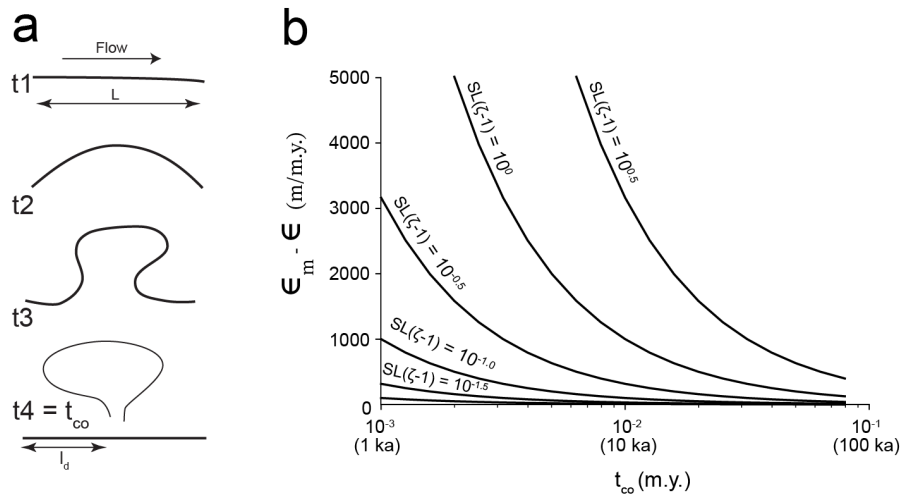 a
Flow
t1
L
t2
t3
t4 = t_co
l_d
b
5000
4000
3000
2000
1000
0
ϵ_m - ϵ (m/m.y.)
SL(ζ-1) = 10^0
SL(ζ-1) = 10^0.5
SL(ζ-1) = 10^-0.5
SL(ζ-1) = 10^-1.0
SL(ζ-1) = 10^-1.5
10^-3
(1 ka)
10^-2
(10 ka)
10^-1
(100 ka)
t_co (m.y.)